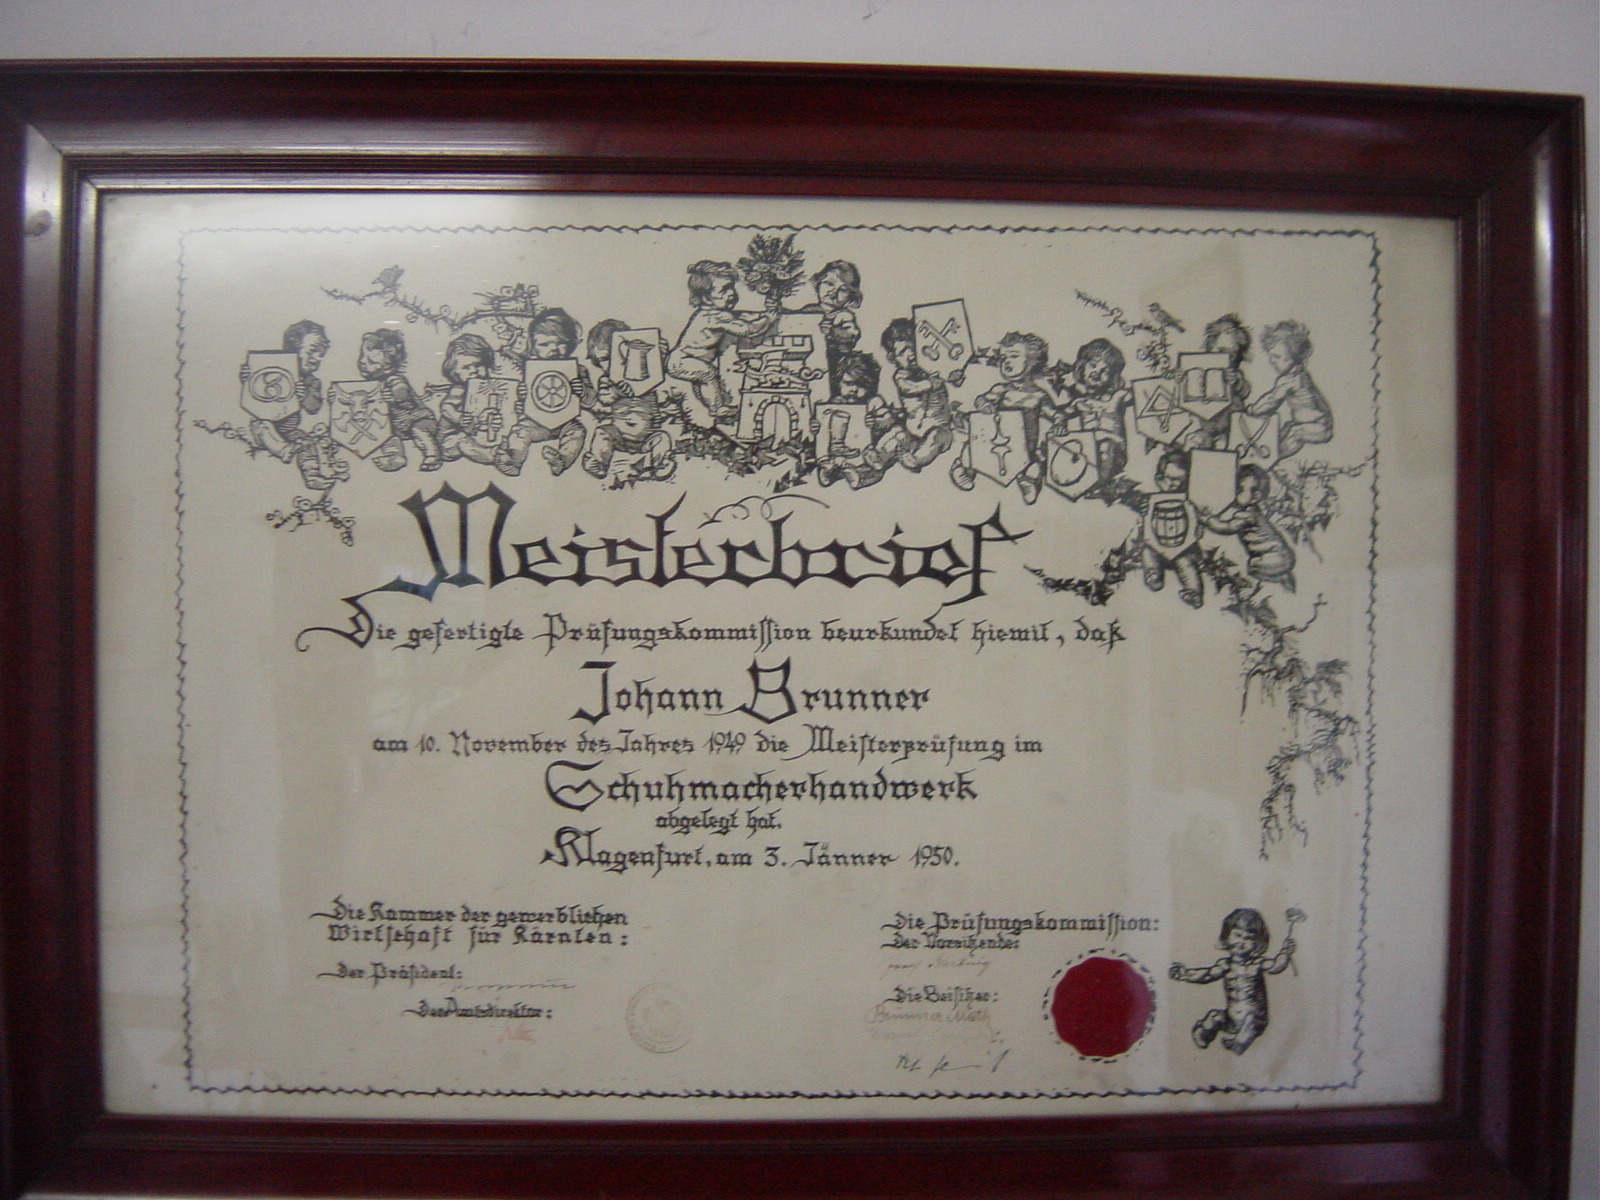 Meisterbrief
Die gefertigte Prüfungskommission beurkundet hiemit, daß
Johann Brunner
am 10. November des Jahres 1949 die Meisterprüfung im
Schuhmacherhandwerk
abgelegt hat.
Klagenfurt, am 3. Jänner 1950.
Die Kammer der gewerblichen
Wirtschaft für Kärnten:
Der Präsident:
Der Amtsdirektor:
Die Prüfungskommission:
Der Vorsitzende:
Die Beisitzer: